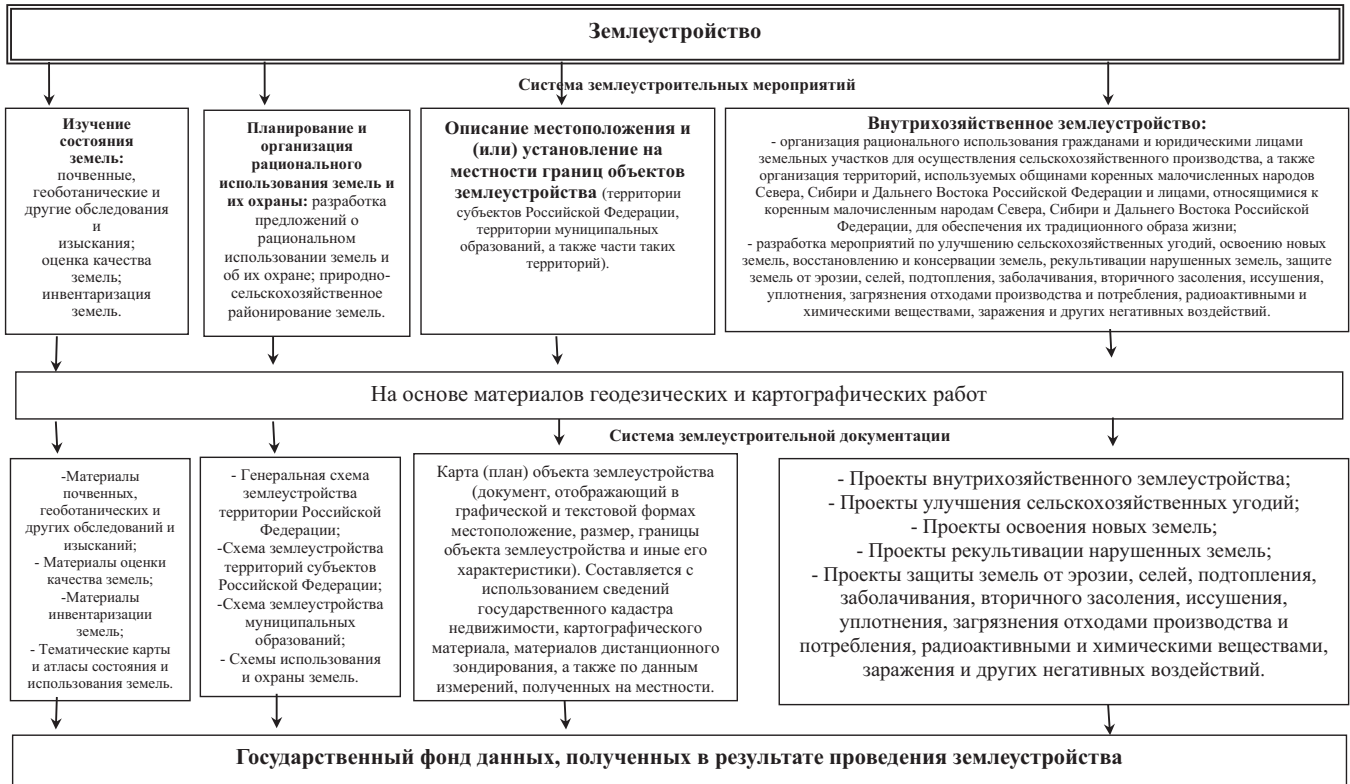 Землеустройство
Система землеустроительных мероприятий
Изучение
состояния
земель:
почвенные,
геоботанические и
другие обследования
и
изыскания;
оценка качества
земель;
инвентаризация
земель.
Планирование и
организация
рационального
использования земель и
их охраны: разработка
предложений о
рациональном
использовании земель и
об их охране; природно-
сельскохозяйственное
районирование земель.
Описание местоположения и
(или) установление на
местности границ объектов
землеустройства (территории
субъектов Российской Федерации,
территории муниципальных
образований, а также части таких
территорий).
Внутрихозяйственное землеустройство:
- организация рационального использования гражданами и юридическими лицами
земельных участков для осуществления сельскохозяйственного производства, а также
организация территорий, используемых общинами коренных малочисленных народов
Севера, Сибири и Дальнего Востока Российской Федерации и лицами, относящимися к
коренным малочисленным народам Севера, Сибири и Дальнего Востока Российской
Федерации, для обеспечения их традиционного образа жизни;
- разработка мероприятий по улучшению сельскохозяйственных угодий, освоению новых
земель, восстановлению и консервации земель, рекультивации нарушенных земель, защите
земель от эрозии, селей, подтопления, заболачивания, вторичного засоления, иссушения,
уплотнения, загрязнения отходами производства и потребления, радиоактивными и
химическими веществами, заражения и других негативных воздействий.
На основе материалов геодезических и картографических работ
Система землеустроительной документации
-Материалы
почвенных,
геоботанических и
других обследований и
изысканий;
- Материалы оценки
качества земель;
-Материалы
инвентаризации
земель;
- Тематические карты
и атласы состояния и
использования земель.
- Генеральная схема
землеустройства
территории Российской
Федерации;
-Схема землеустройства
территорий субъектов
Российской Федерации;
-Схема землеустройства
муниципальных
образований;
- Схемы использования
и охраны земель.
Карта (план) объекта землеустройства
(документ, отображающий в
графической и текстовой формах
местоположение, размер, границы
объекта землеустройства и иные его
характеристики). Составляется с
использованием сведений
государственного кадастра
недвижимости, картографического
материала, материалов дистанционного
зондирования, а также по данным
измерений, полученных на местности.
- Проекты внутрихозяйственного землеустройства;
- Проекты улучшения сельскохозяйственных угодий;
- Проекты освоения новых земель;
- Проекты рекультивации нарушенных земель;
- Проекты защиты земель от эрозии, селей, подтопления,
заболачивания, вторичного засоления, иссушения,
уплотнения, загрязнения отходами производства и
потребления, радиоактивными и химическими веществами,
заражения и других негативных воздействий.
Государственный фонд данных, полученных в результате проведения землеустройства